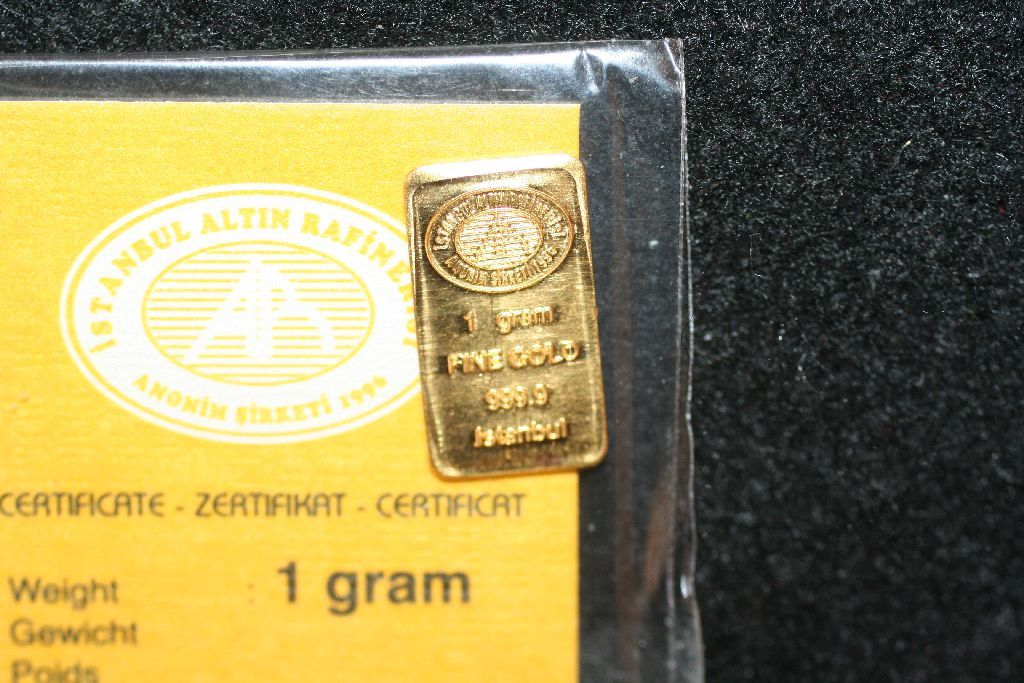 İSTANBUL ALTIN RAFİNERİSİ
ANONİM ŞİRKETİ 1996
1 gram
FINE GOLD
999.9
istanbul
CERTIFICATE - ZERTIFIKAT - CERTIFICAT
Weight : 1 gram
Gewicht
Poids